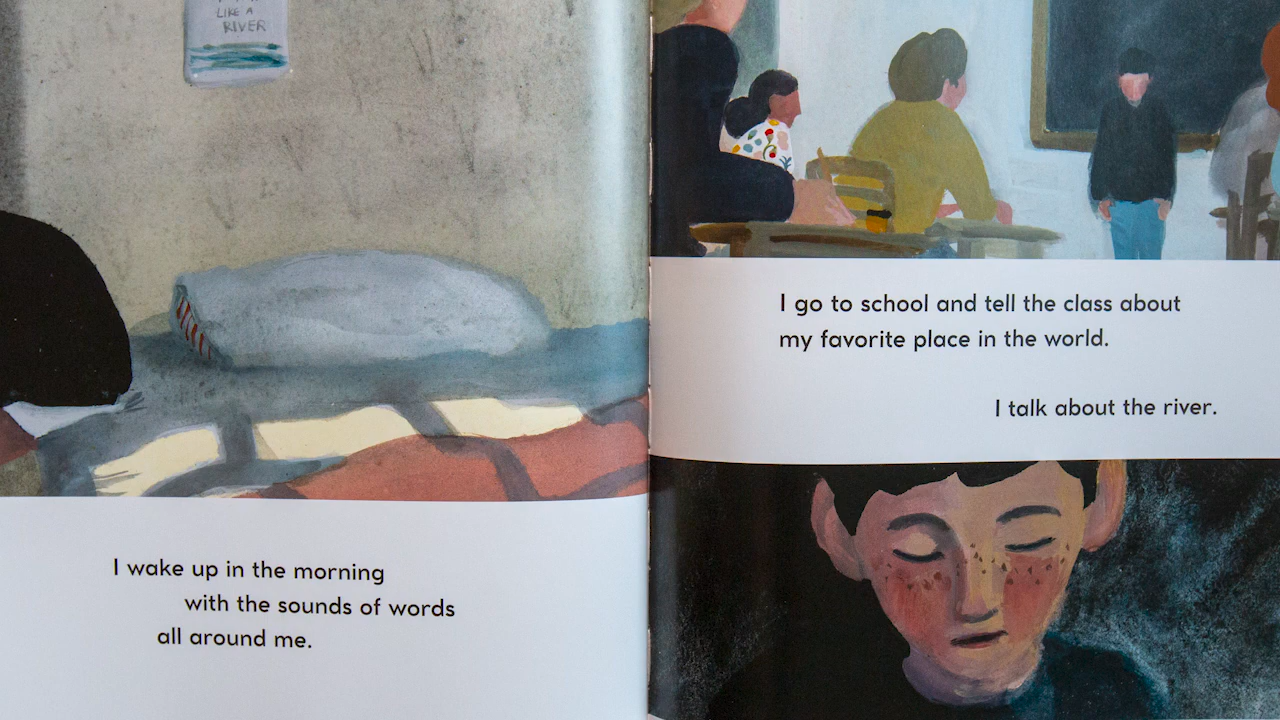 LIKE A
RIVER
I wake up in the morning
with the sounds of words
all around me.
I go to school and tell the class about
my favorite place in the world.
I talk about the river.